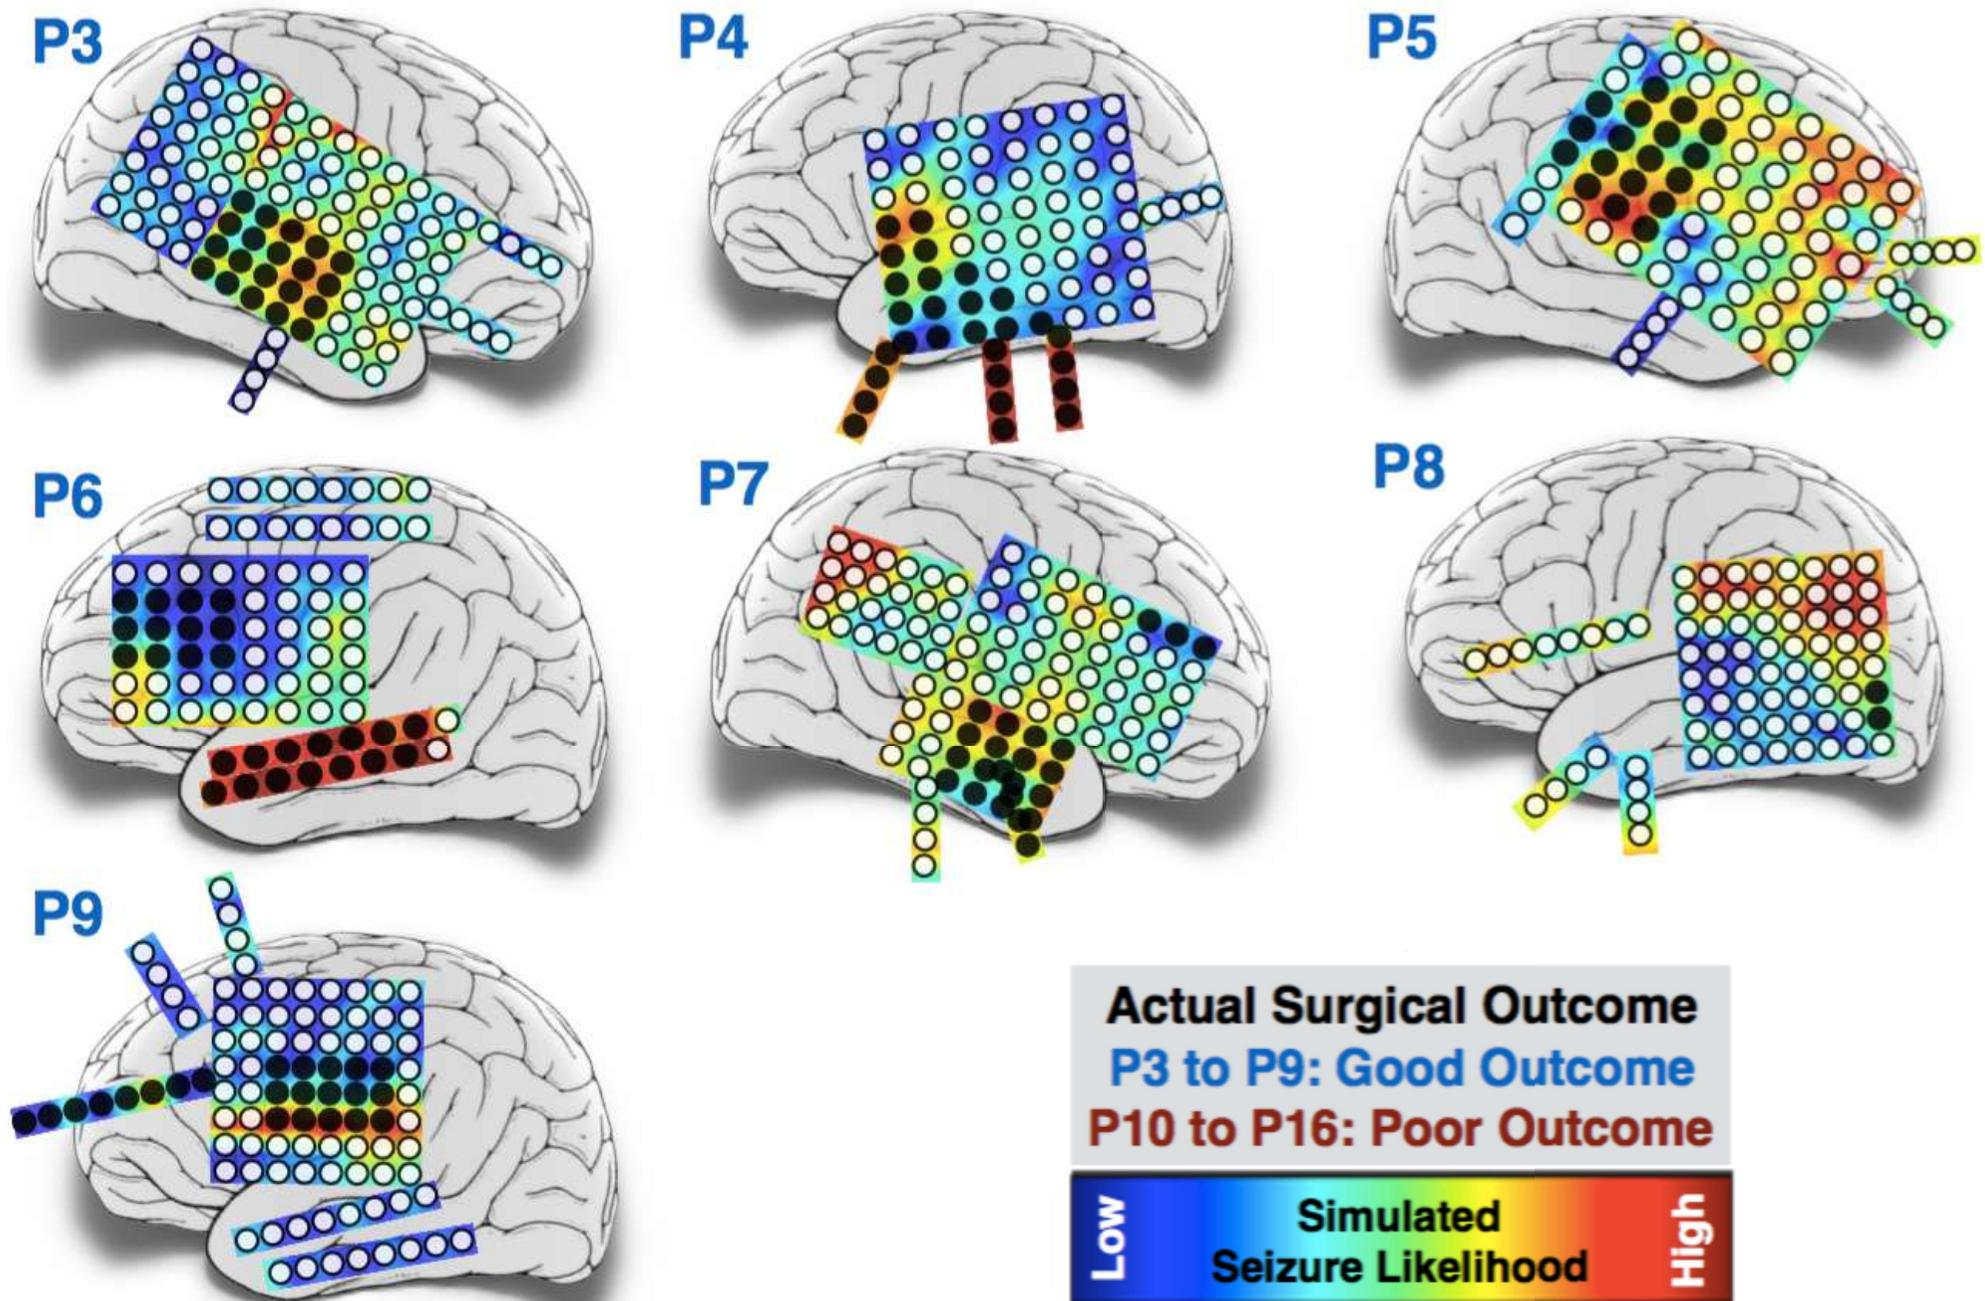 P3
P4
P5
P6
P7
P8
P9
Actual Surgical Outcome
P3 to P9: Good Outcome
P10 to P16: Poor Outcome
Low
Simulated
Seizure Likelihood
High